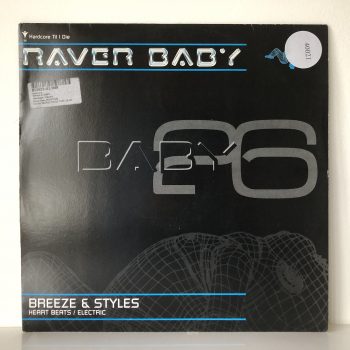 Hardcore Til I Die
RAVER BABY
BABY
26
BREEZE & STYLES
HEART BEATS / ELECTRIC